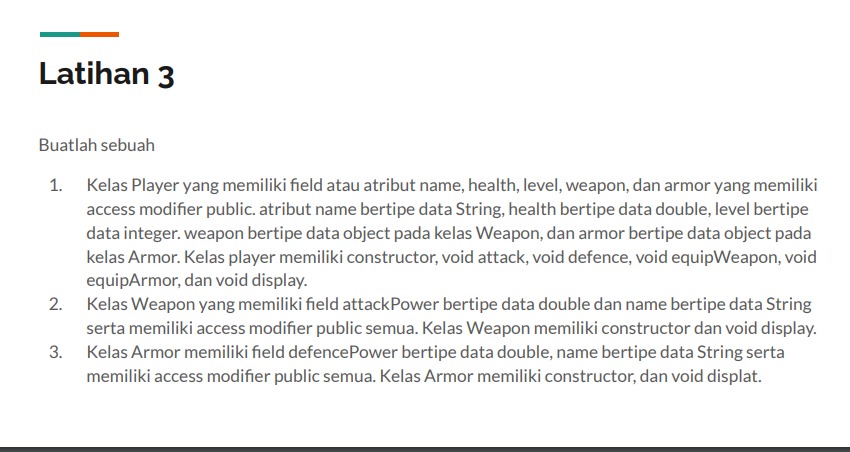 Latihan 3
Buatlah sebuah
1. Kelas Player yang memiliki field atau atribut name, health, level, weapon, dan armor yang memiliki
access modifier public. atribut name bertipe data String, health bertipe data double, level bertipe
data integer. weapon bertipe data object pada kelas Weapon, dan armor bertipe data object pada
kelas Armor. Kelas player memiliki constructor, void attack, void defence, void equipWeapon, void
equipArmor, dan void display.
2. Kelas Weapon yang memiliki field attackPower bertipe data double dan name bertipe data String
serta memiliki access modifier public semua. Kelas Weapon memiliki constructor dan void display.
3. Kelas Armor memiliki field defencePower bertipe data double, name bertipe data String serta
memiliki access modifier public semua. Kelas Armor memiliki constructor, dan void displat.